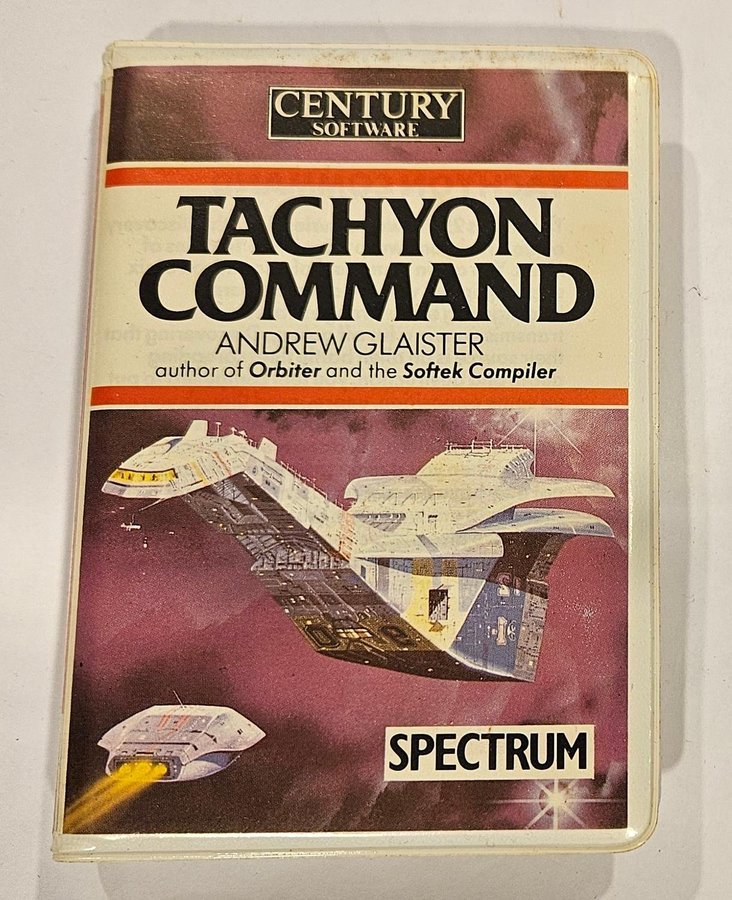 CENTURY
SOFTWARE
TACHYON
COMMAND
ANDREW GLAISTER
author of Orbiter and the Softek Compiler
SPECTRUM